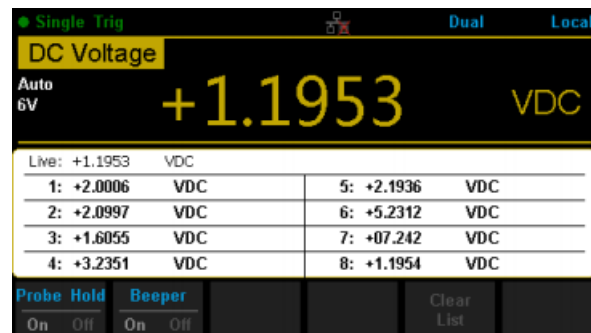 Single Trig Dual Local
DC Voltage
Auto
6V
+1.1953 VDC
Live: +1.1953 VDC
1: +2.0006 VDC 5: +2.1936 VDC
2: +2.0997 VDC 6: +5.2312 VDC
3: +1.6055 VDC 7: +07.242 VDC
4: +3.2351 VDC 8: +1.1954 VDC
Probe Hold Beeper Clear
On Off On Off List